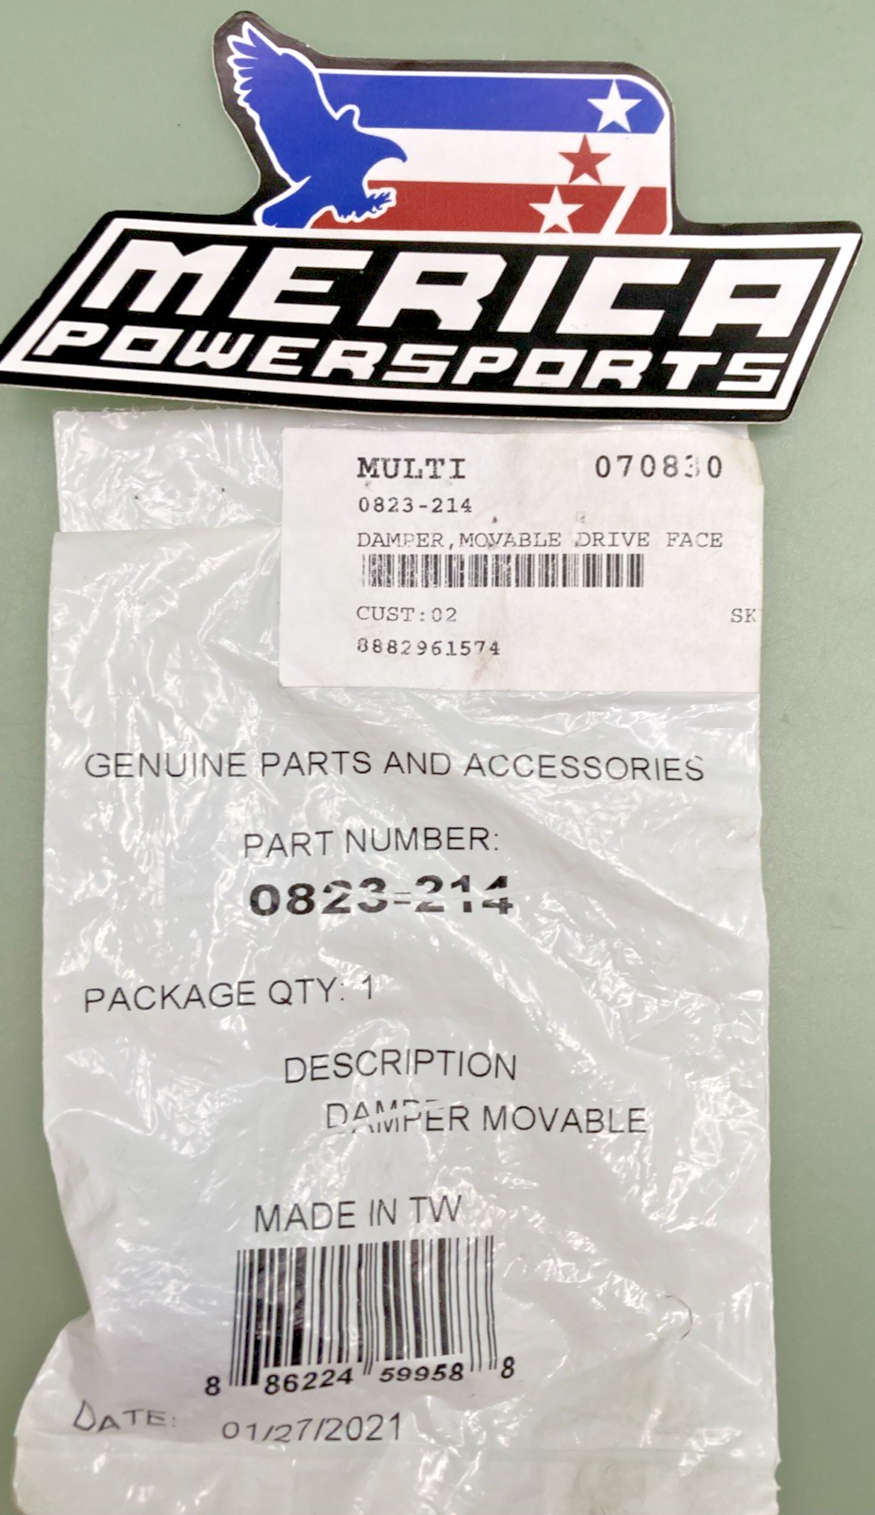 MERICA
POWERSPORTS
MULTI 070830
0823-214
DAMPER,MOVABLE DRIVE FACE
CUST:02 SK
8882961574
GENUINE PARTS AND ACCESSORIES
PART NUMBER:
0823-214
PACKAGE QTY: 1
DESCRIPTION
DAMPER MOVABLE
MADE IN TW
8 86224 59958 8
DATE: 01/27/2021